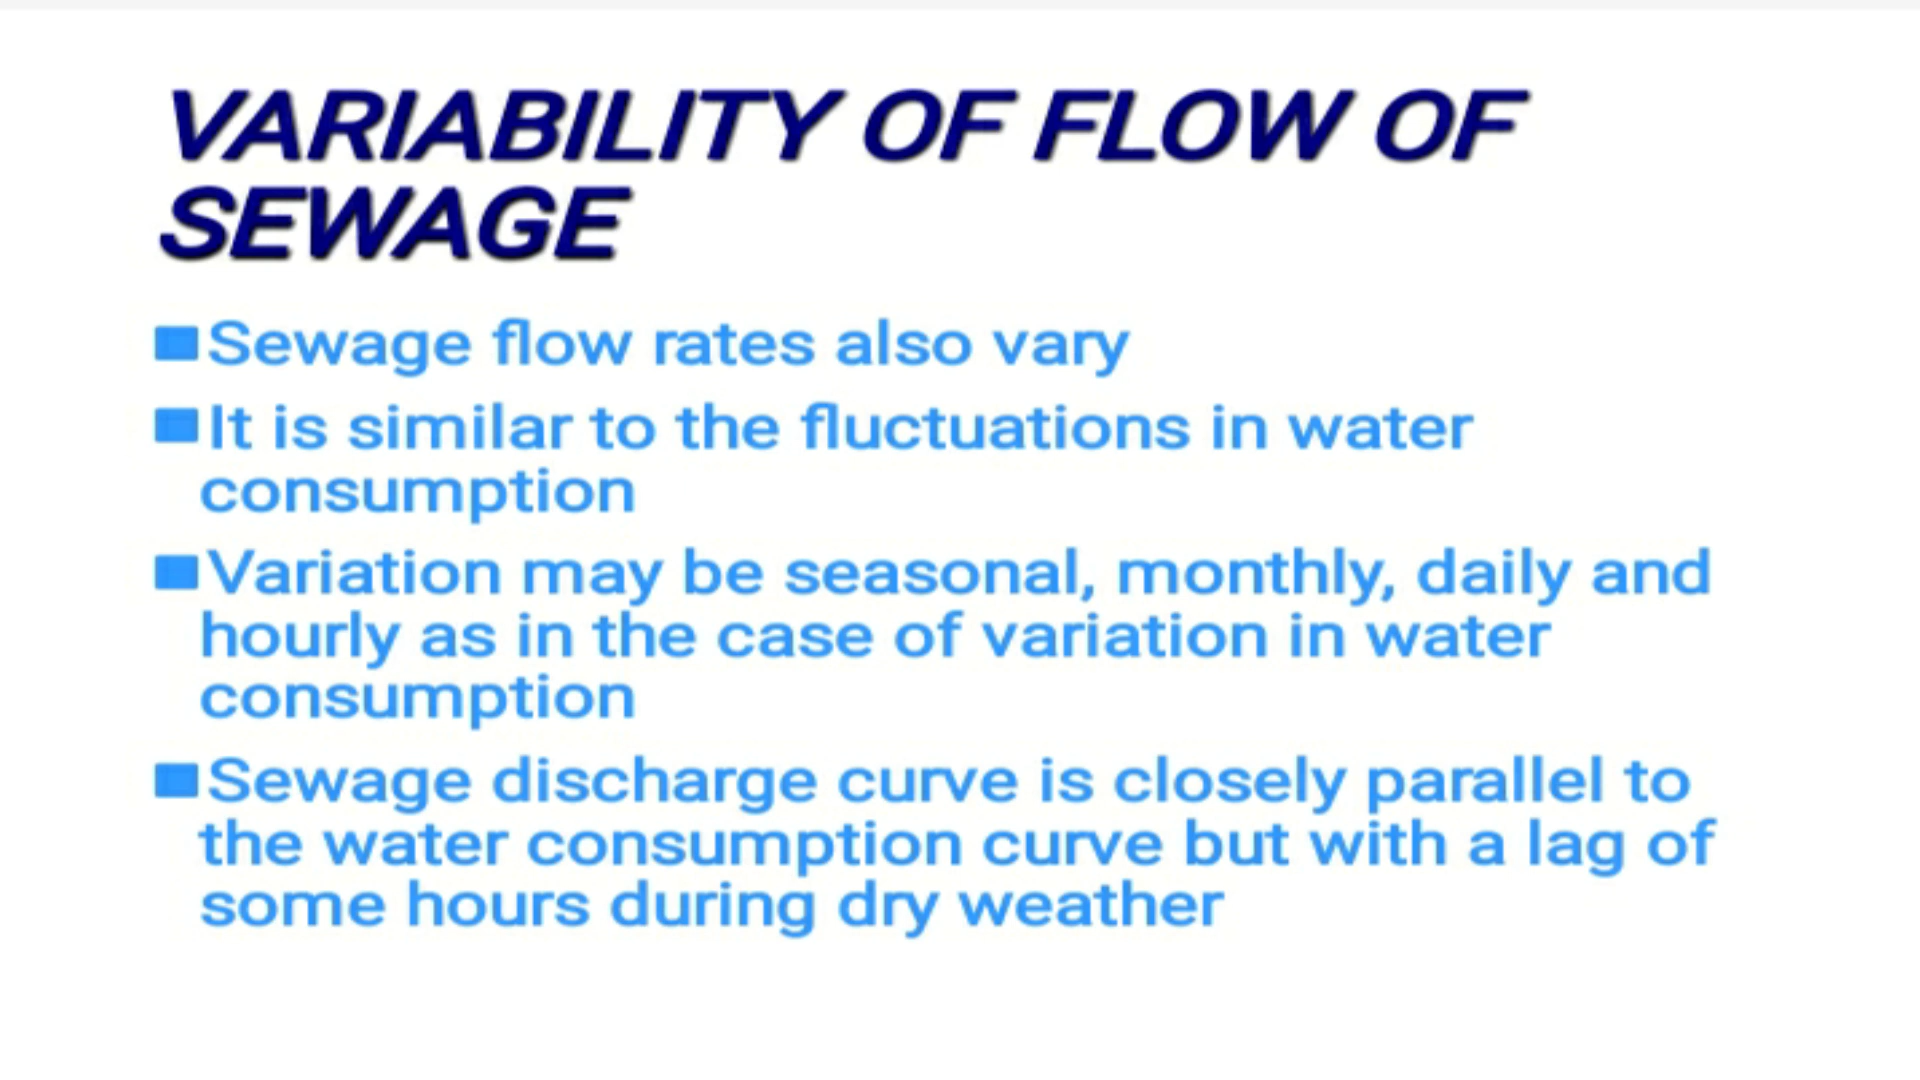 VARIABILITY OF FLOW OF
SEWAGE
Sewage flow rates also vary
It is similar to the fluctuations in water
consumption
Variation may be seasonal, monthly, daily and
hourly as in the case of variation in water
consumption
Sewage discharge curve is closely parallel to
the water consumption curve but with a lag of
some hours during dry weather